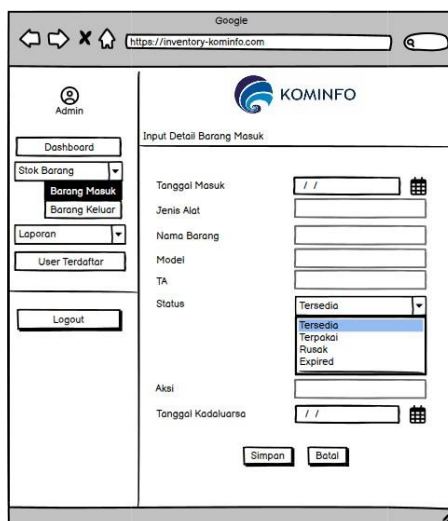 Google
https://inventory-kominfo.com
Admin
Dashboard
Stok Barang
Barang Masuk
Barang Keluar
Laporan
User Terdaftar
Logout
KOMINFO
Input Detail Barang Masuk
Tanggal Masuk / /
Jenis Alat
Nama Barang
Model
TA
Status Tersedia
Tersedia
Terpakai
Rusak
Expired
Aksi
Tanggal Kadaluarsa / /
Simpan Batal